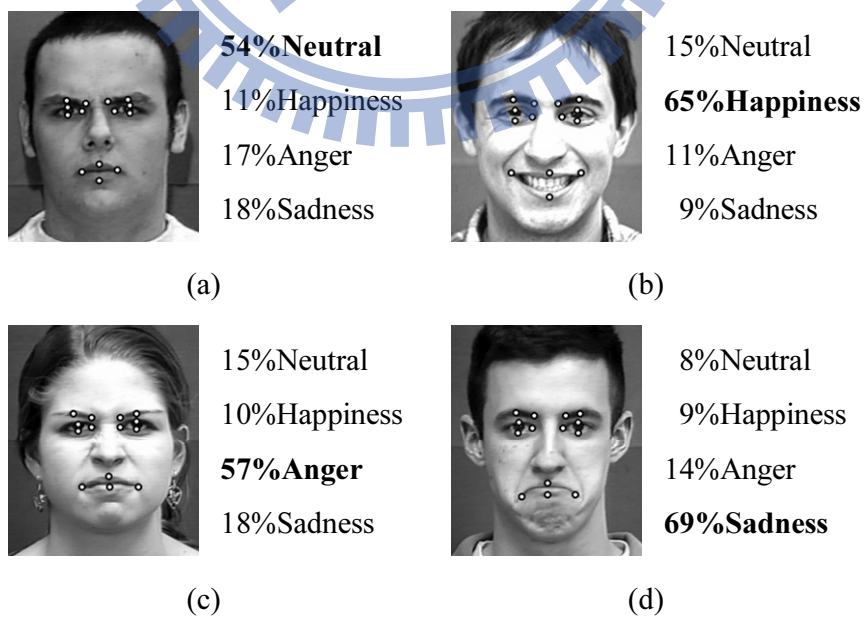 54%Neutral
11%Happiness
17%Anger
18%Sadness
(a)
15%Neutral
65%Happiness
11%Anger
9%Sadness
(b)
15%Neutral
10%Happiness
57%Anger
18%Sadness
(c)
8%Neutral
9%Happiness
14%Anger
69%Sadness
(d)